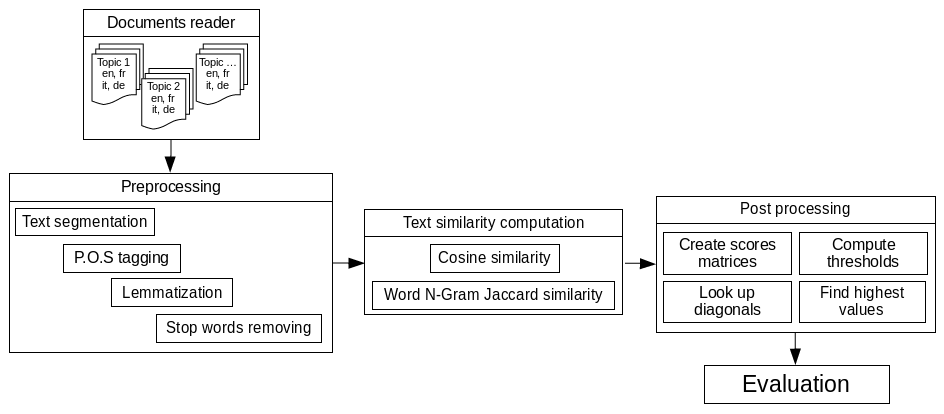 Documents reader
Topic 1
en, fr
it, de
Topic 2
en, fr
it, de
Topic ...
en, fr
it, de
Preprocessing
Text segmentation
P.O.S tagging
Lemmatization
Stop words removing
Text similarity computation
Cosine similarity
Word N-Gram Jaccard similarity
Post processing
Create scores
matrices
Compute
thresholds
Look up
diagonals
Find highest
values
Evaluation